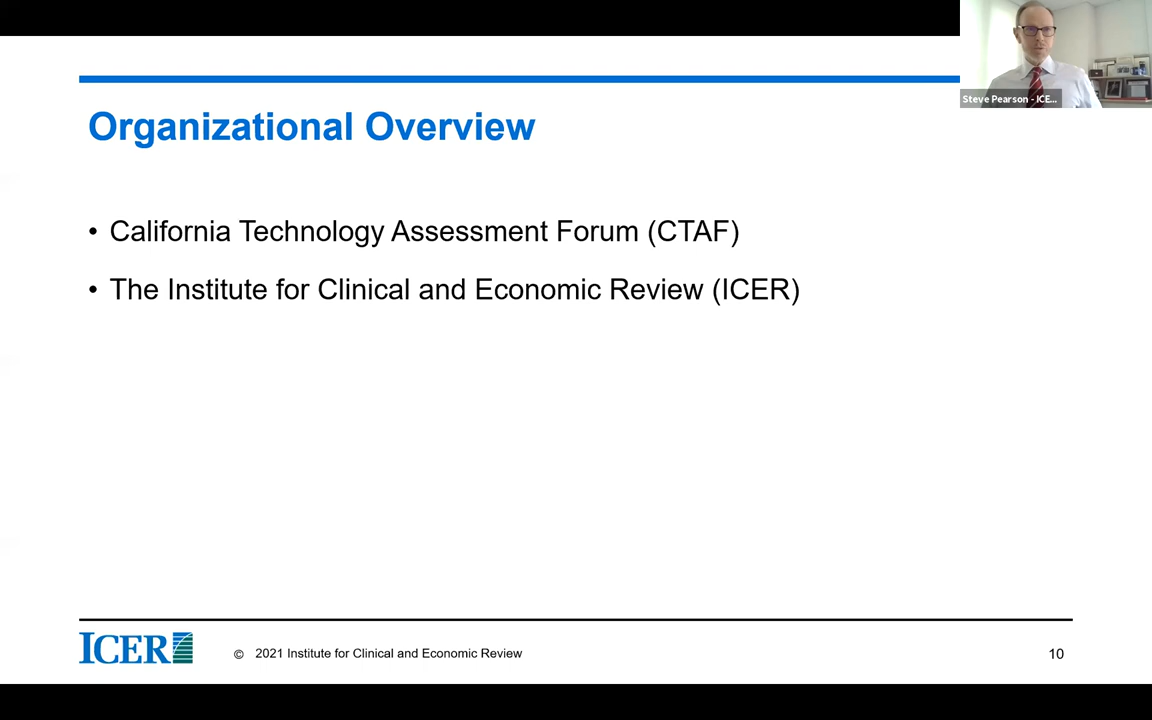 Steve Pearson - ICE...
Organizational Overview
• California Technology Assessment Forum (CTAF)
• The Institute for Clinical and Economic Review (ICER)
ICER
© 2021 Institute for Clinical and Economic Review
10